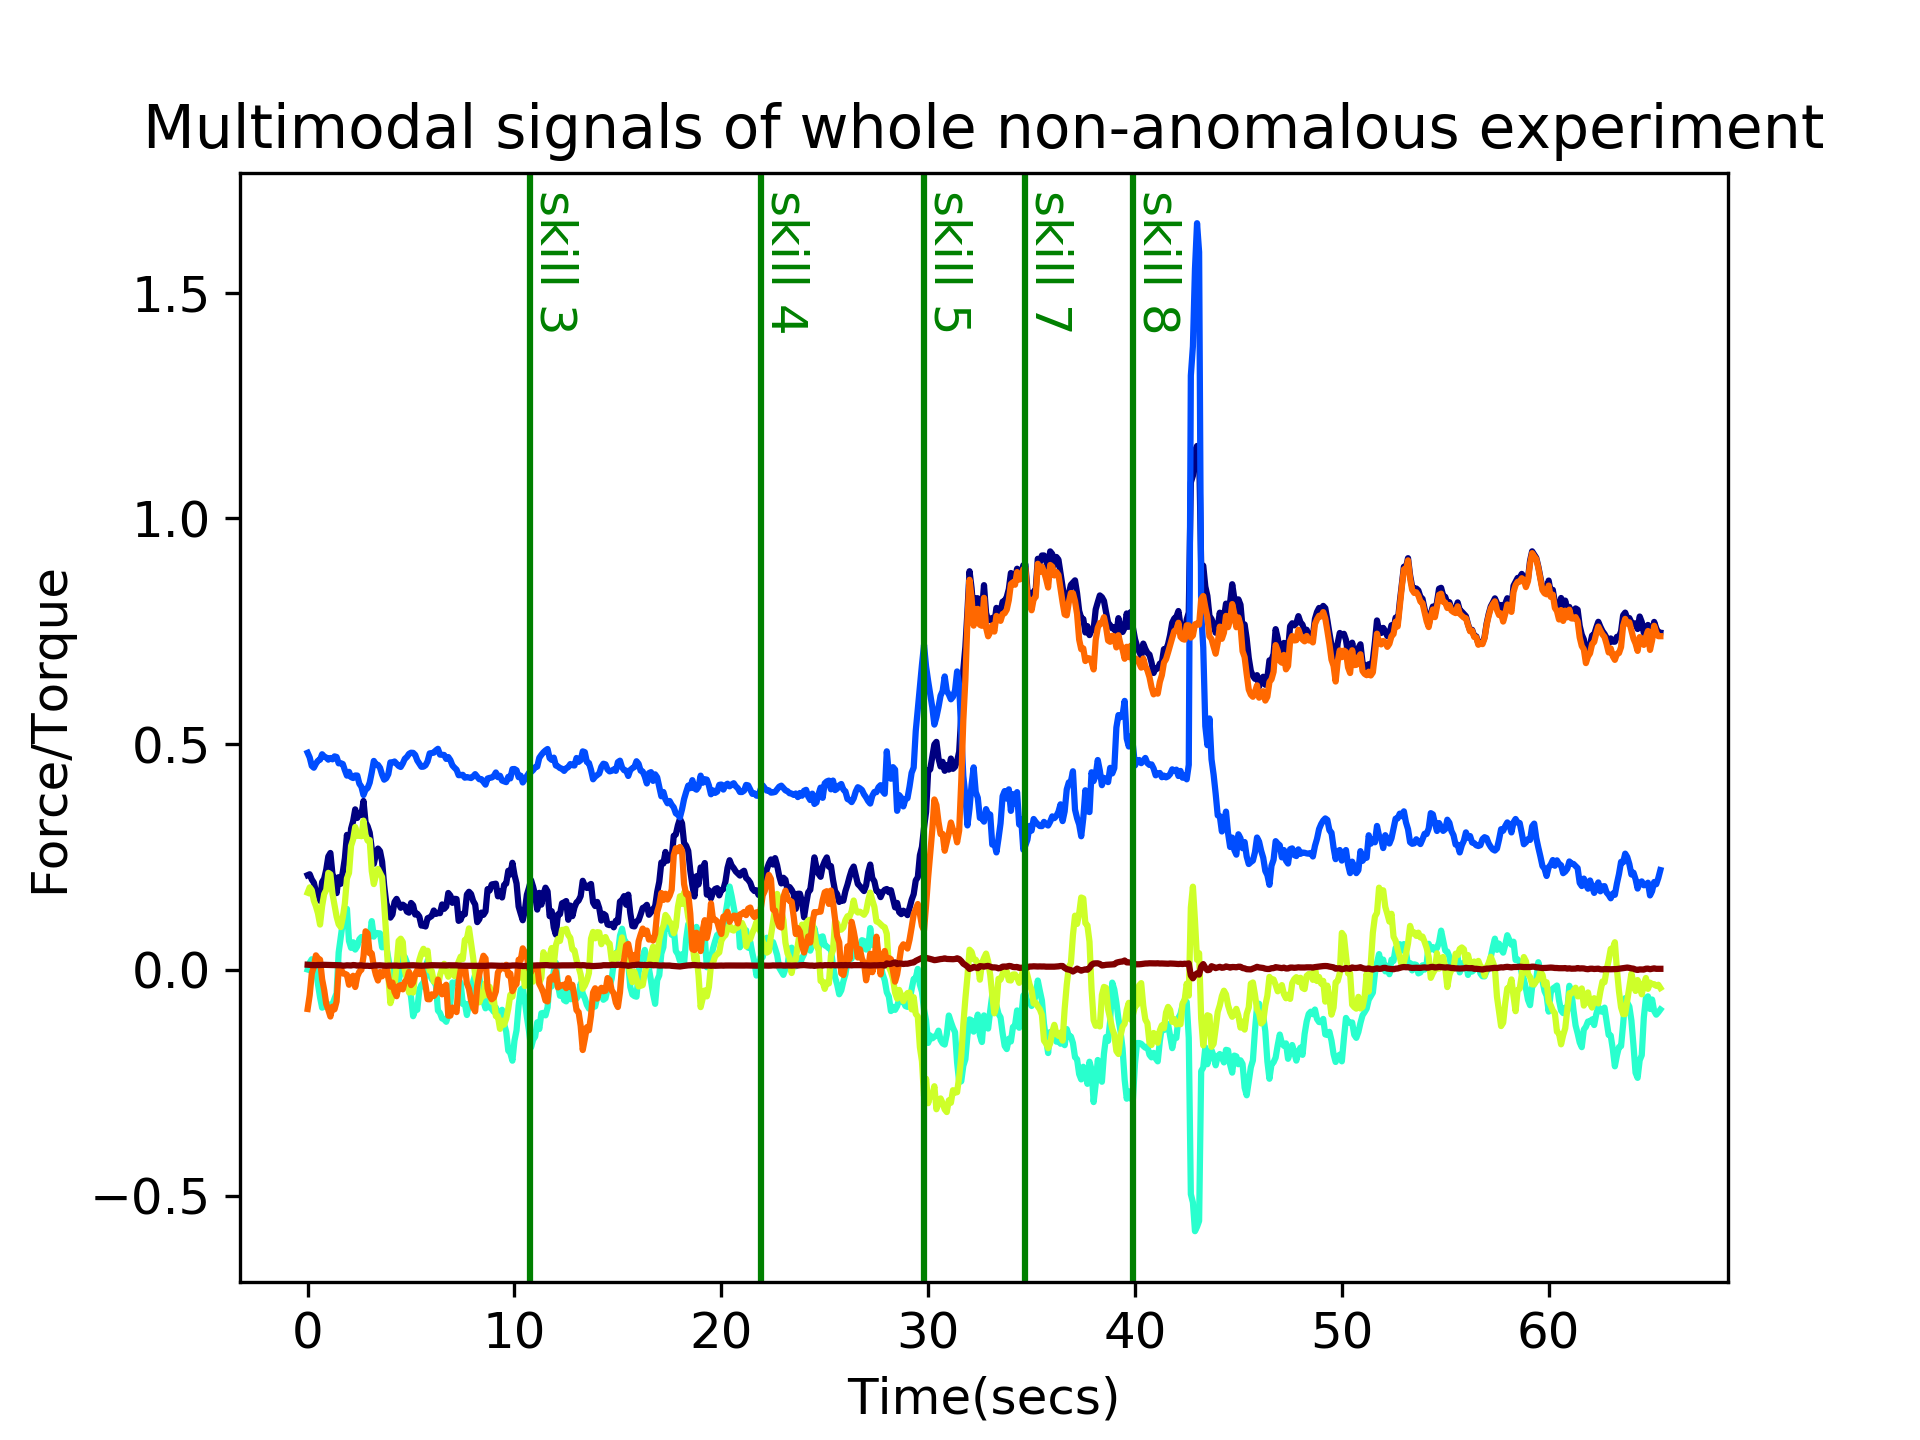 Multimodal signals of whole non-anomalous experiment
skill 3
skill 4
skill 5
skill 7
skill 8
1.5
1.0
0.5
0.0
−0.5
Force/Torque
0 10 20 30 40 50 60
Time(secs)